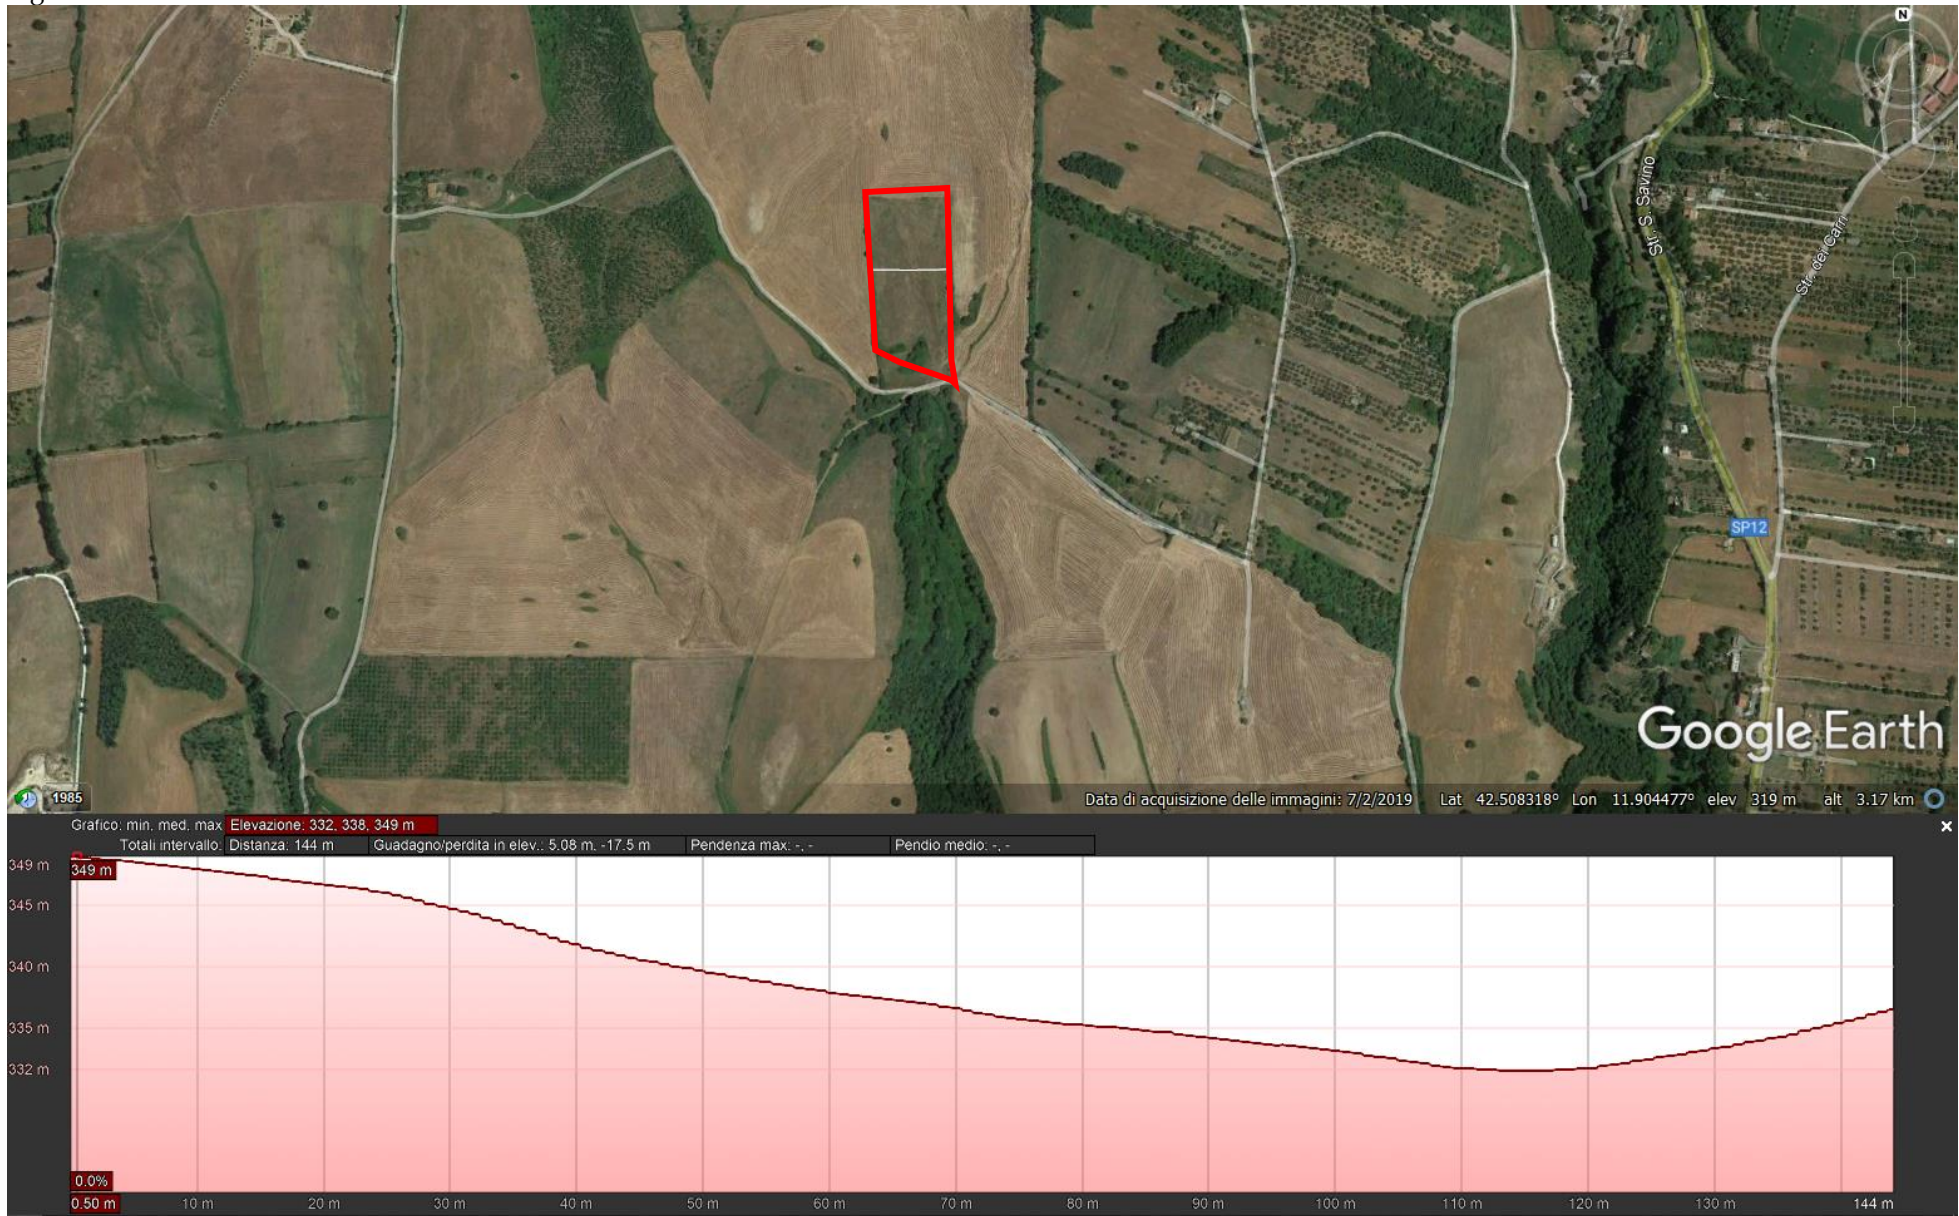 N
Str. S. Savino
Str. dei Carri
SP12
Google Earth
1985
Data di acquisizione delle immagini: 7/2/2019 Lat 42.508318° Lon 11.904477° elev 319 m alt 3.17 km
Grafico: min, med, max Elevazione: 332, 338, 349 m
Totali intervallo: Distanza: 144 m Guadagno/perdita in elev.: 5.08 m, -17.5 m Pendenza max: -, - Pendio medio: -, -
349 m
349 m
345 m
340 m
335 m
332 m
0.0%
0.50 m 10 m 20 m 30 m 40 m 50 m 60 m 70 m 80 m 90 m 100 m 110 m 120 m 130 m 144 m